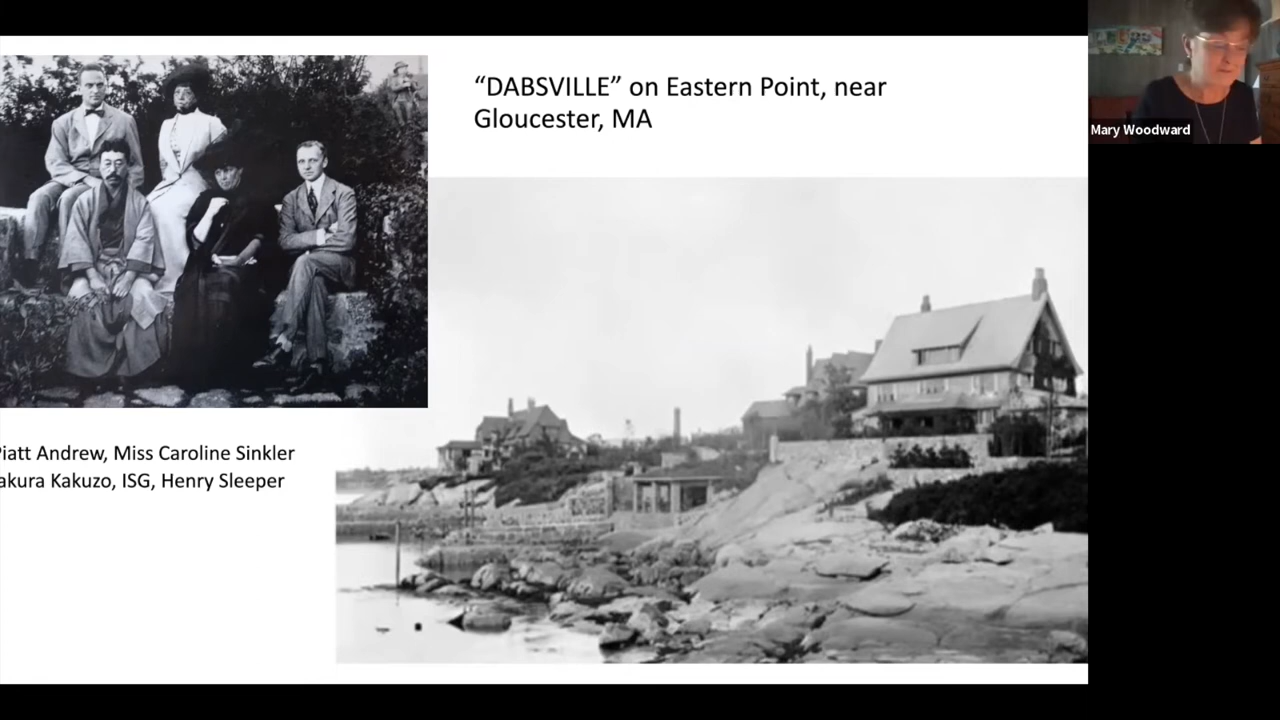 “DABSVILLE” on Eastern Point, near
Gloucester, MA
Mary Woodward
Piatt Andrew, Miss Caroline Sinkler
akura Kakuzo, ISG, Henry Sleeper